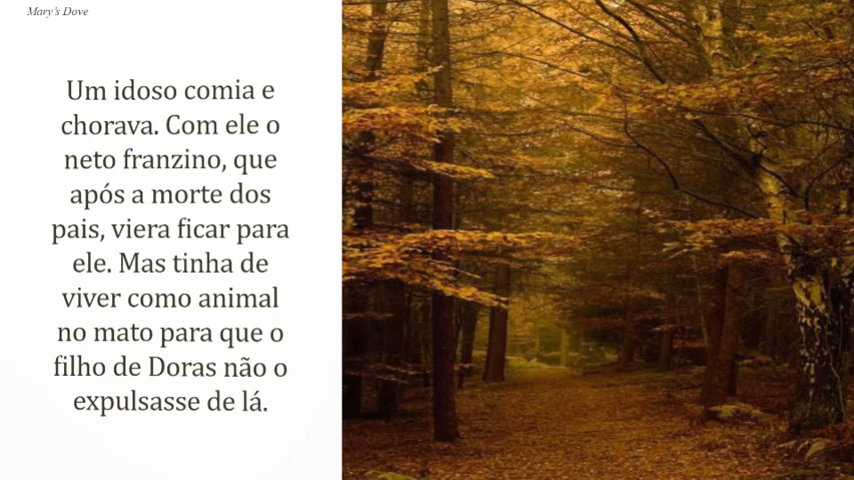 Mary's Dove
Um idoso comia e
chorava. Com ele o
neto franzino, que
após a morte dos
pais, viera ficar para
ele. Mas tinha de
viver como animal
no mato para que o
filho de Doras não o
expulsasse de lá.